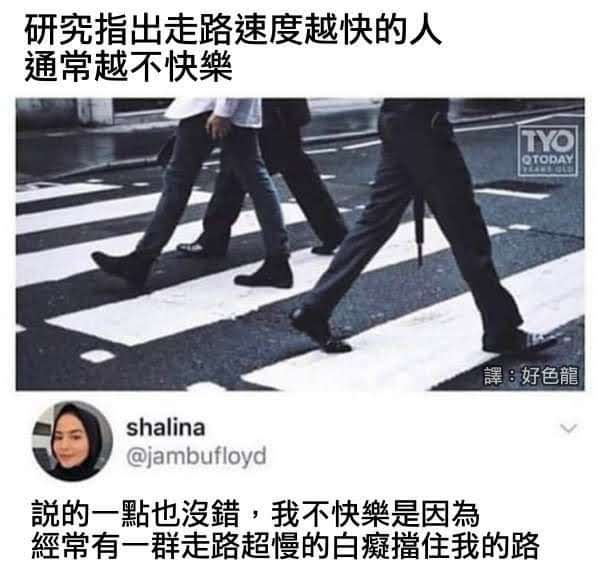 研究指出走路速度越快的人
通常越不快樂
TYO
QTODAY
YEARS OLD
譯：好色龍
shalina
@jambufloyd
說的一點也沒錯，我不快樂是因為
經常有一群走路超慢的白癡擋住我的路